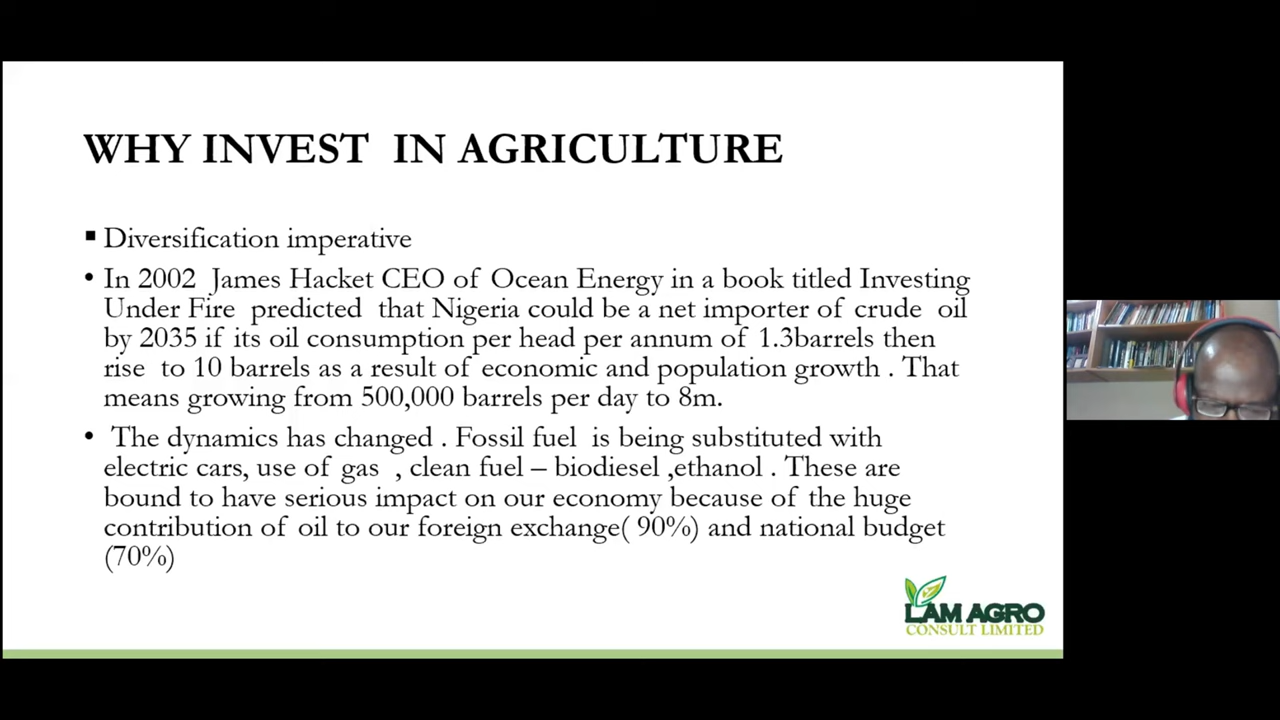 WHY INVEST IN AGRICULTURE
▪ Diversification imperative
• In 2002 James Hacket CEO of Ocean Energy in a book titled Investing
Under Fire predicted that Nigeria could be a net importer of crude oil
by 2035 if its oil consumption per head per annum of 1.3barrels then
rise to 10 barrels as a result of economic and population growth . That
means growing from 500,000 barrels per day to 8m.
• The dynamics has changed . Fossil fuel is being substituted with
electric cars, use of gas , clean fuel – biodiesel ,ethanol . These are
bound to have serious impact on our economy because of the huge
contribution of oil to our foreign exchange( 90%) and national budget
(70%)
LAM AGRO
CONSULT LIMITED